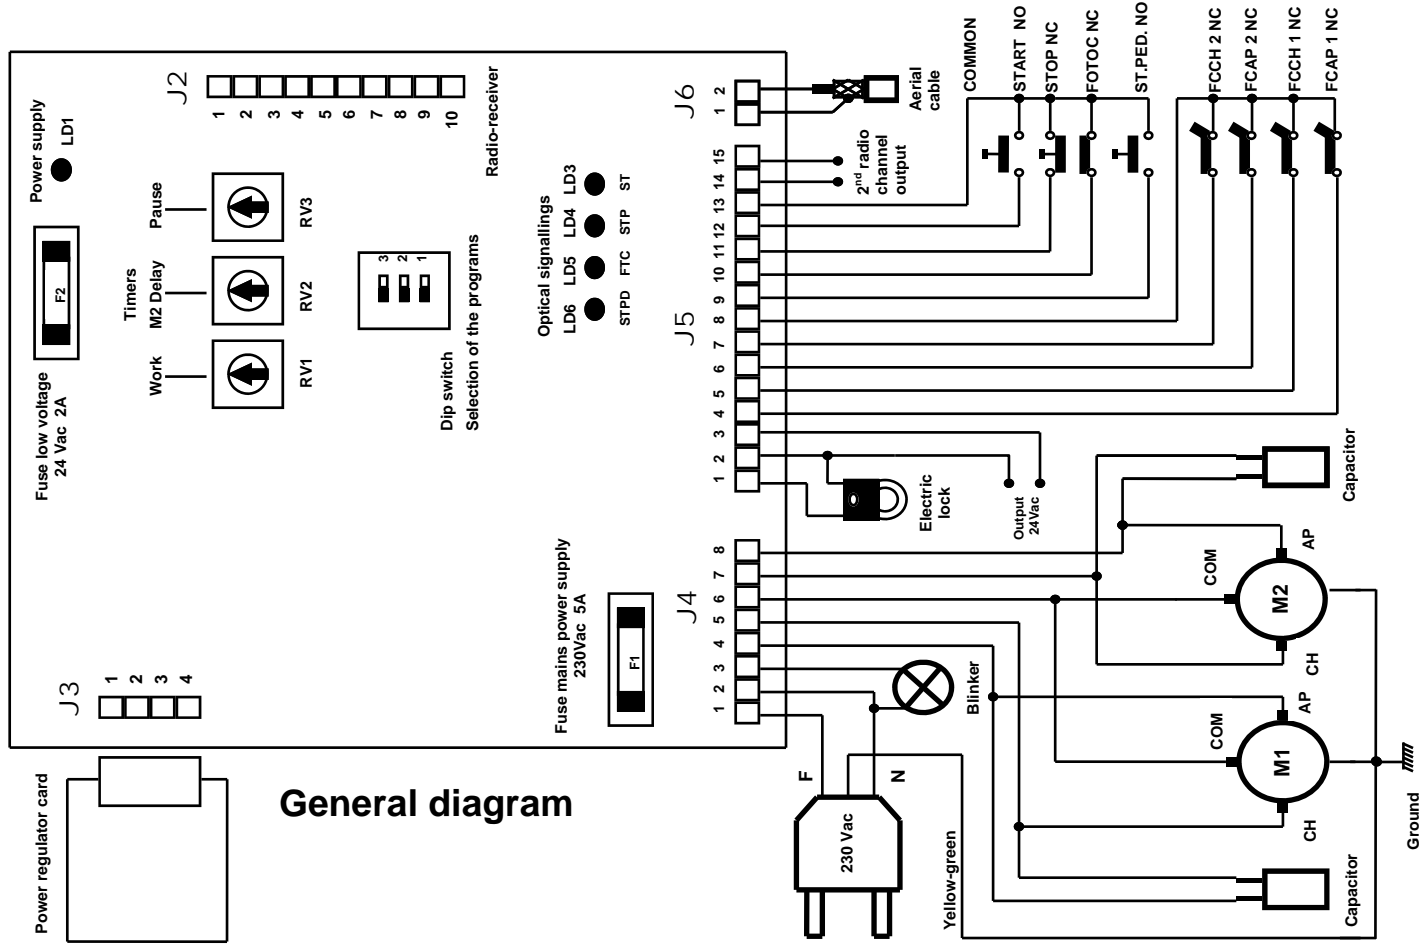 General diagram
Power supply
LD1
J2
1
2
3
4
5
6
7
8
9
10
Radio-receiver
Fuse low voltage
24 Vac 2A
F2
Timers
Work
M2 Delay
Pause
RV1
RV2
RV3
3
2
1
Dip switch
Selection of the programs
Optical signallings
LD6 LD5 LD4 LD3
STPD FTC STP ST
J3
1
2
3
4
Power regulator card
Fuse mains power supply
230Vac 5A
F1
J4
1
2
3
4
5
6
7
8
J5
1
2
3
4
5
6
7
8
9
10
11
12
13
14
15
J6
1
2
Aerial
cable
2nd radio
channel
output
COMMON
START NO
STOP NC
FOTOC NC
ST.PED. NO
FCCH 2 NC
FCAP 2 NC
FCCH 1 NC
FCAP 1 NC
Electric
lock
Output
24Vac
Capacitor
Blinker
F
N
230 Vac
Yellow-green
COM
AP
M2
CH
COM
AP
M1
CH
Capacitor
Ground